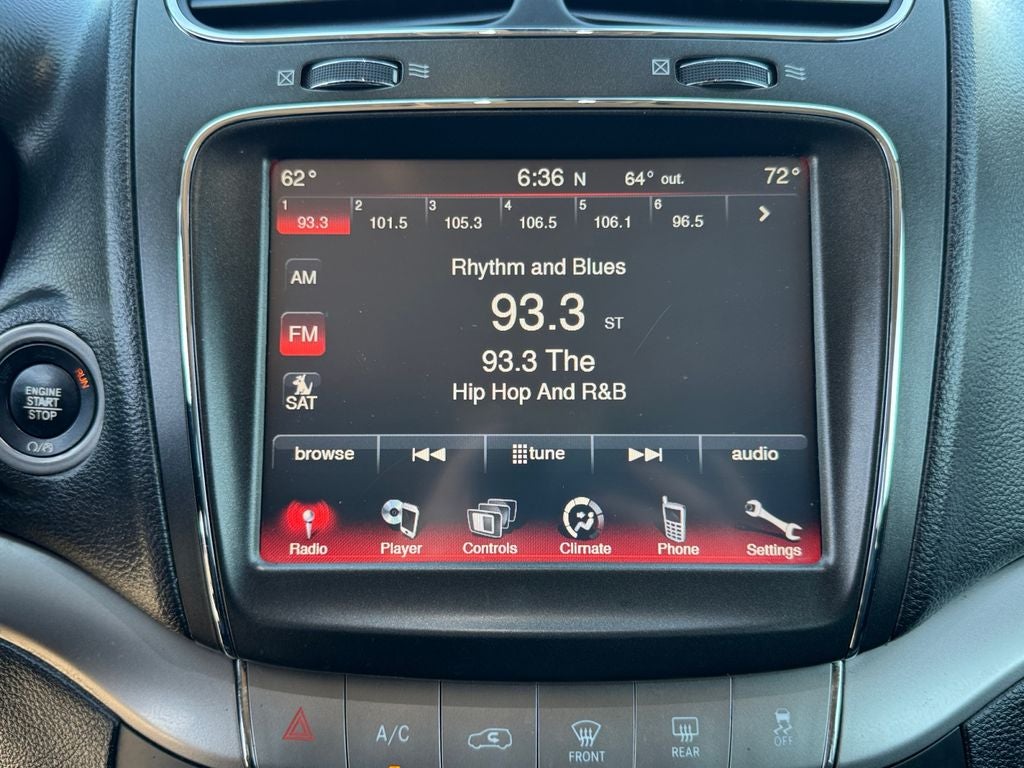 62° 6:36 N 64° out. 72°
1 2 3 4 5 6
93.3 101.5 105.3 106.5 106.1 96.5
AM
Rhythm and Blues
FM
93.3 ST
93.3 The
SAT
Hip Hop And R&B
browse tune audio
Radio Player Controls Climate Phone Settings
RUN
ENGINE
START
STOP
A/C
FRONT
REAR
OFF